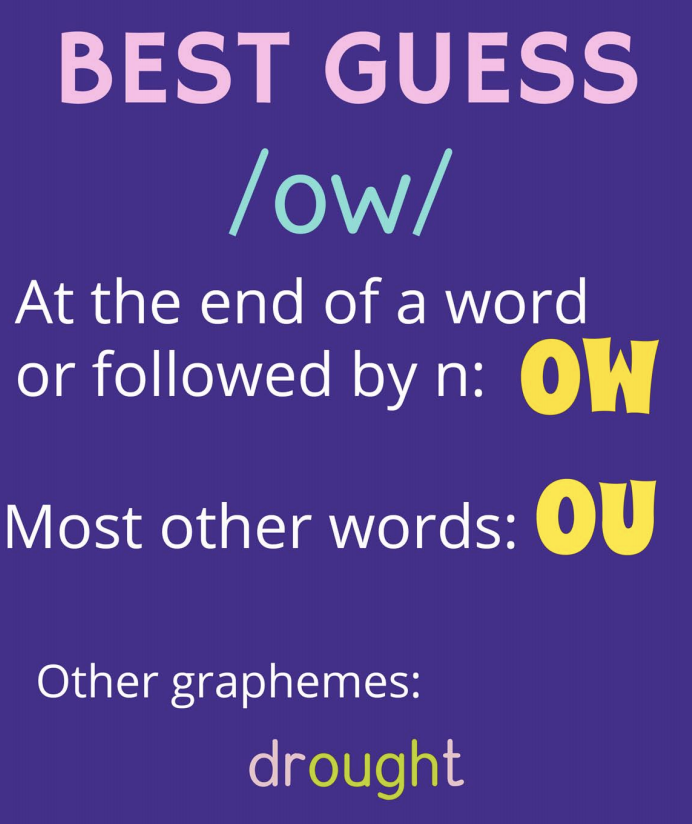 BEST GUESS
/ow/
At the end of a word
or followed by n: OW
Most other words: OU
Other graphemes:
drought